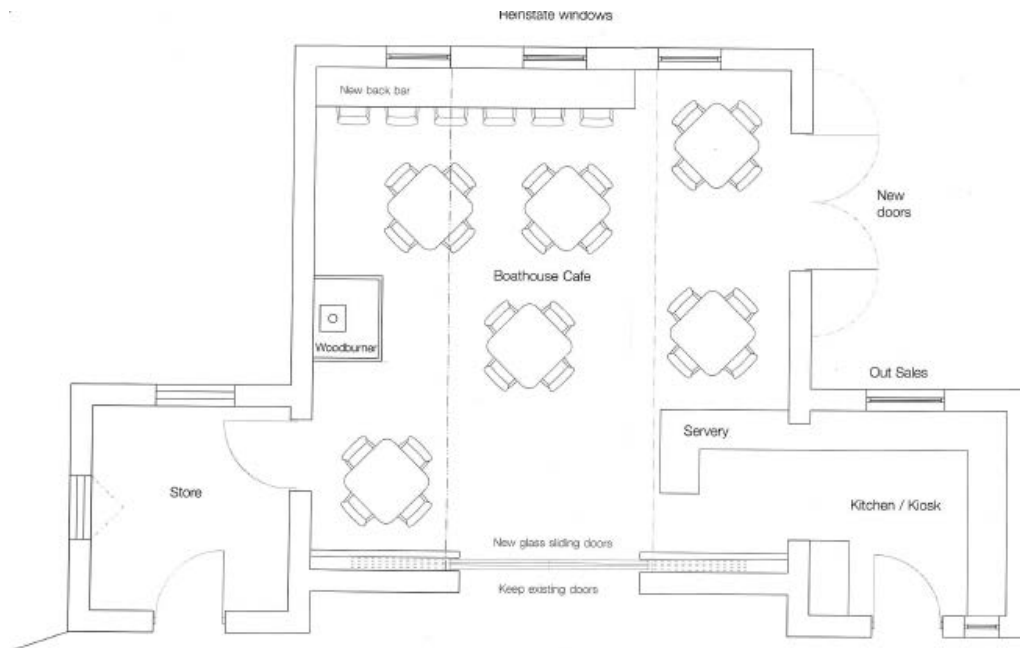 Reinstate windows
New back bar
New
doors
Boathouse Cafe
Woodburner
Out Sales
Servery
Store
Kitchen / Kiosk
New glass sliding doors
Keep existing doors